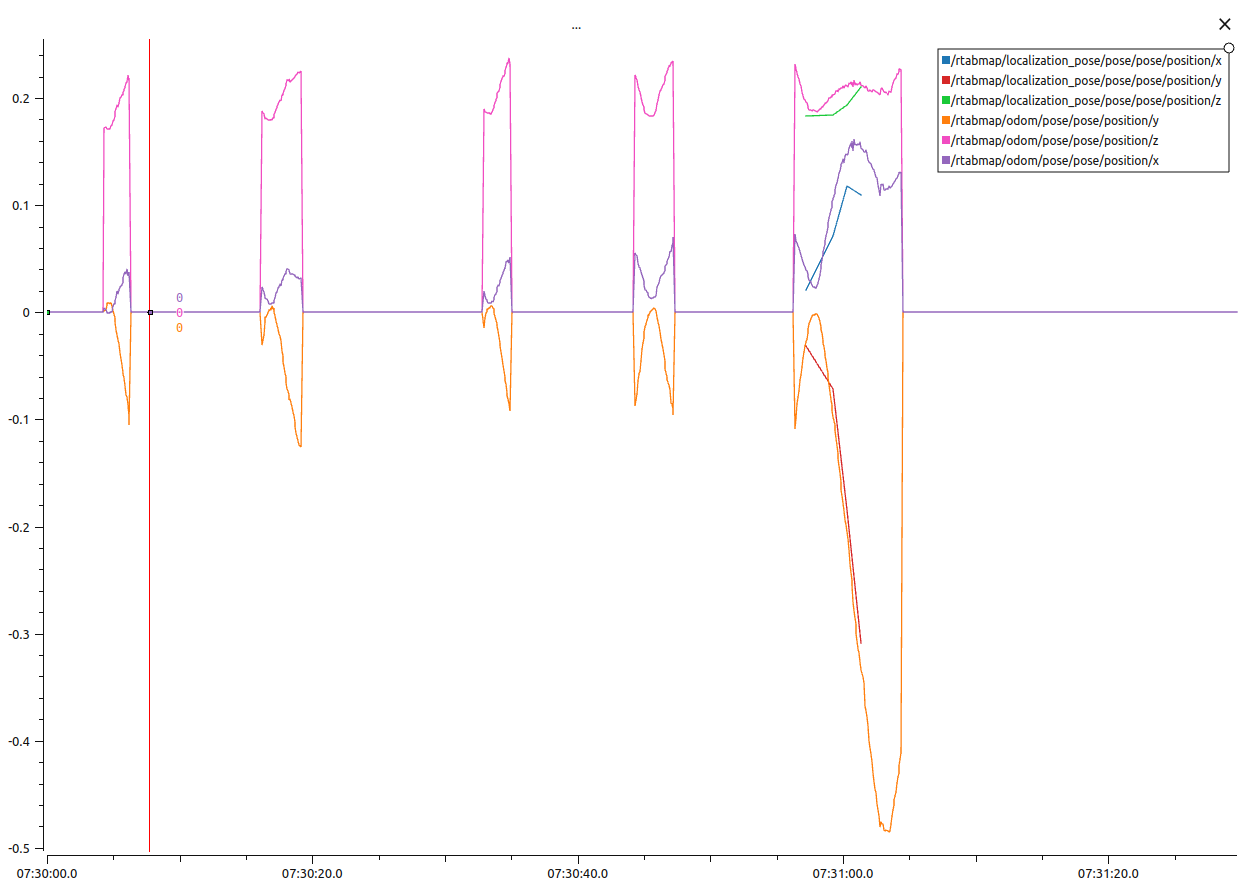 ...
/rtabmap/localization_pose/pose/pose/position/x
/rtabmap/localization_pose/pose/pose/position/y
/rtabmap/localization_pose/pose/pose/position/z
/rtabmap/odom/pose/pose/position/y
/rtabmap/odom/pose/pose/position/z
/rtabmap/odom/pose/pose/position/x
0.2
0.1
0
0
0
0
-0.1
-0.2
-0.3
-0.4
-0.5
07:30:00.0 07:30:20.0 07:30:40.0 07:31:00.0 07:31:20.0